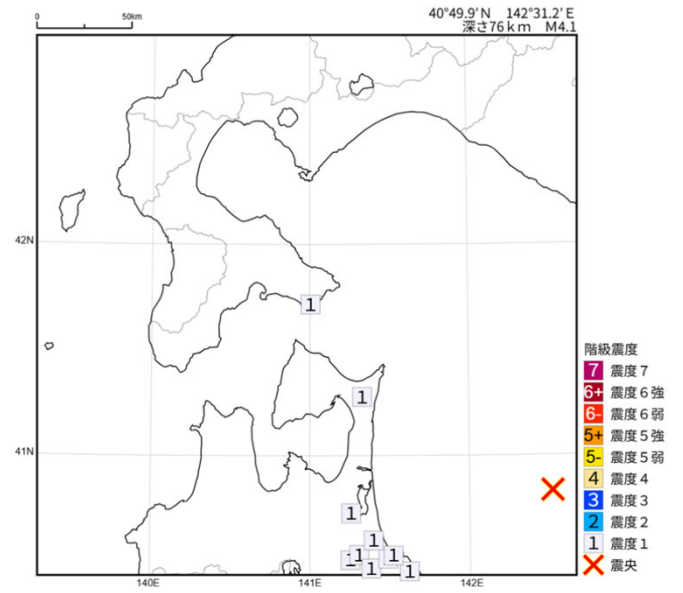 0 50km
40°49.9′N 142°31.2′E
深さ76km M4.1
42N
41N
140E 141E 142E
1
1
1
1
1
1
1
1
1
階級震度
7 震度7
6+ 震度6強
6- 震度6弱
5+ 震度5強
5- 震度5弱
4 震度4
3 震度3
2 震度2
1 震度1
震央